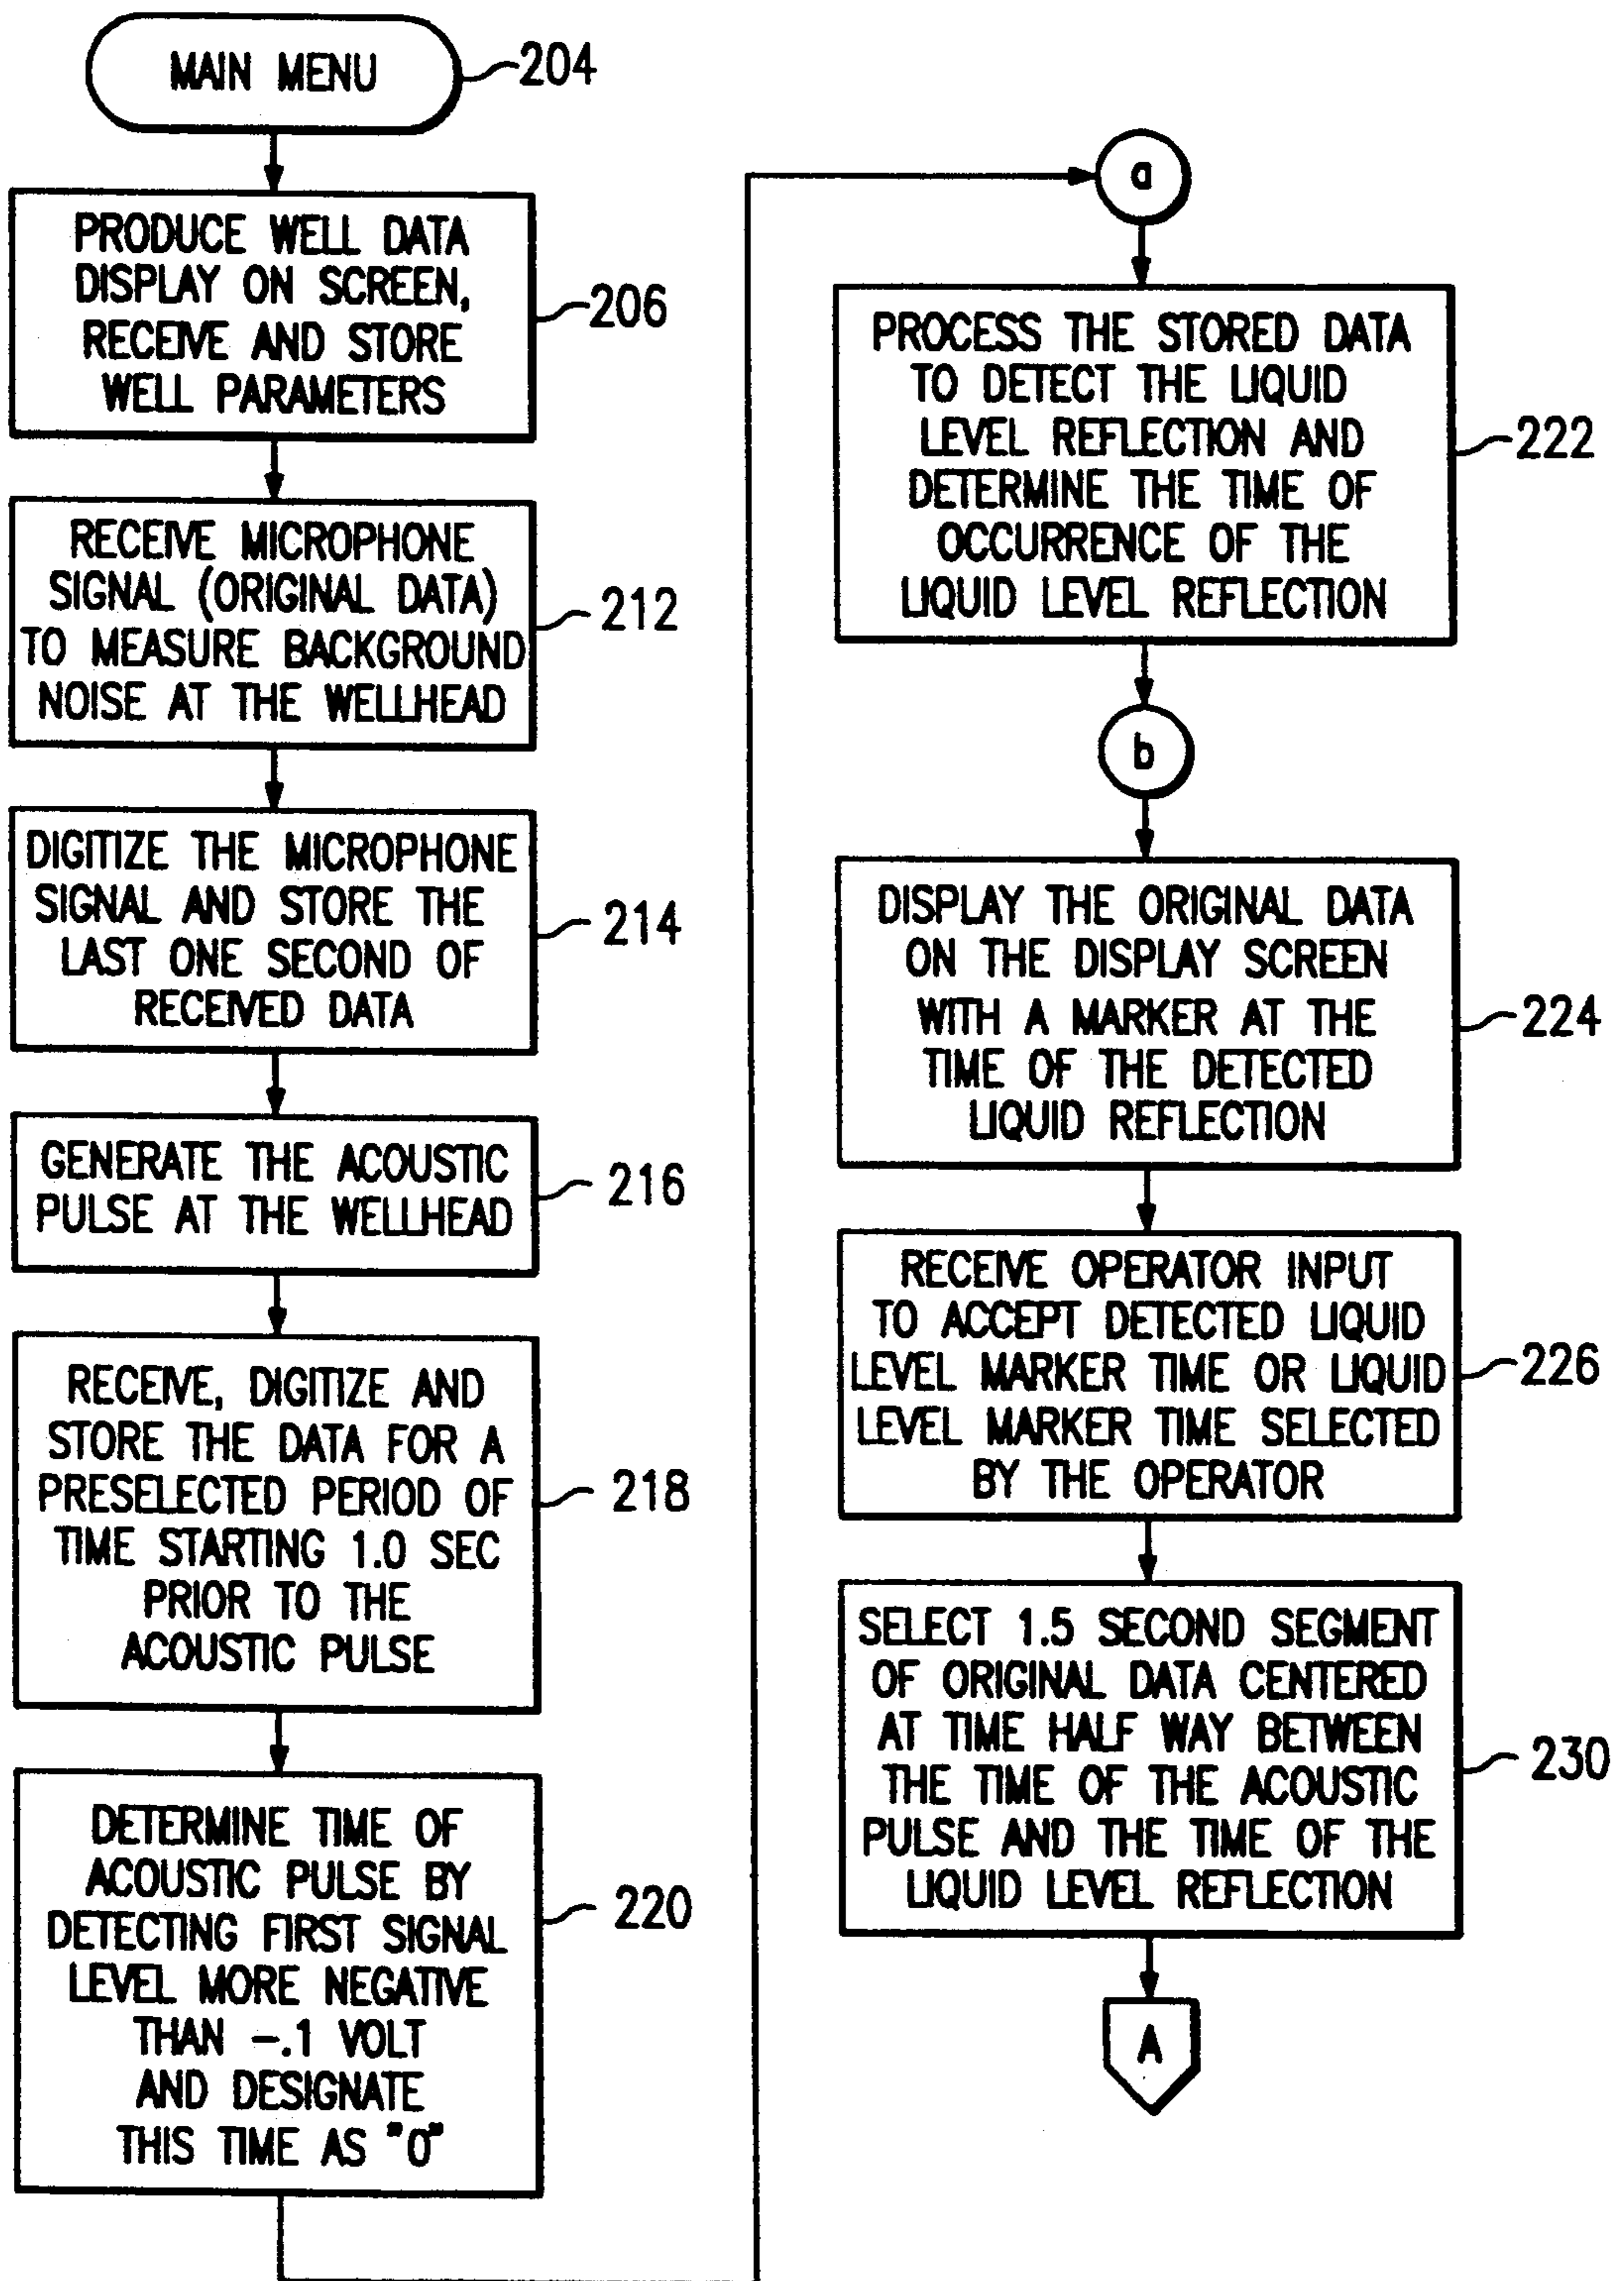 MAIN MENU
204
PRODUCE WELL DATA
DISPLAY ON SCREEN,
RECEIVE AND STORE
WELL PARAMETERS
206
RECEIVE MICROPHONE
SIGNAL (ORIGINAL DATA)
TO MEASURE BACKGROUND
NOISE AT THE WELLHEAD
212
DIGITIZE THE MICROPHONE
SIGNAL AND STORE THE
LAST ONE SECOND OF
RECEIVED DATA
214
GENERATE THE ACOUSTIC
PULSE AT THE WELLHEAD
216
RECEIVE, DIGITIZE AND
STORE THE DATA FOR A
PRESELECTED PERIOD OF
TIME STARTING 1.0 SEC
PRIOR TO THE
ACOUSTIC PULSE
218
DETERMINE TIME OF
ACOUSTIC PULSE BY
DETECTING FIRST SIGNAL
LEVEL MORE NEGATIVE
THAN -.1 VOLT
AND DESIGNATE
THIS TIME AS "0"
220
a
PROCESS THE STORED DATA
TO DETECT THE LIQUID
LEVEL REFLECTION AND
DETERMINE THE TIME OF
OCCURRENCE OF THE
LIQUID LEVEL REFLECTION
222
b
DISPLAY THE ORIGINAL DATA
ON THE DISPLAY SCREEN
WITH A MARKER AT THE
TIME OF THE DETECTED
LIQUID REFLECTION
224
RECEIVE OPERATOR INPUT
TO ACCEPT DETECTED LIQUID
LEVEL MARKER TIME OR LIQUID
LEVEL MARKER TIME SELECTED
BY THE OPERATOR
226
SELECT 1.5 SECOND SEGMENT
OF ORIGINAL DATA CENTERED
AT TIME HALF WAY BETWEEN
THE TIME OF THE ACOUSTIC
PULSE AND THE TIME OF THE
LIQUID LEVEL REFLECTION
230
A